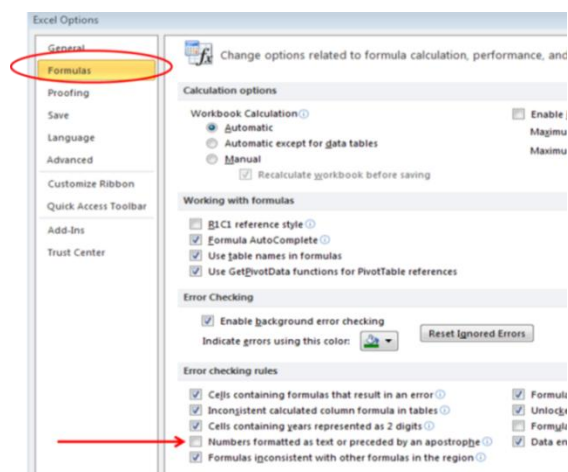 Excel Options
General
Formulas
Proofing
Save
Language
Advanced
Customize Ribbon
Quick Access Toolbar
Add-Ins
Trust Center
Change options related to formula calculation, performance, and
Calculation options
Workbook Calculation
Automatic
Automatic except for data tables
Manual
Recalculate workbook before saving
Enable
Maximu
Maximu
Working with formulas
R1C1 reference style
Formula AutoComplete
Use table names in formulas
Use GetPivotData functions for PivotTable references
Error Checking
Enable background error checking
Indicate errors using this color:
Reset Ignored Errors
Error checking rules
Cells containing formulas that result in an error
Inconsistent calculated column formula in tables
Cells containing years represented as 2 digits
Numbers formatted as text or preceded by an apostrophe
Formulas inconsistent with other formulas in the region
Formula
Unlocke
Formula
Data en